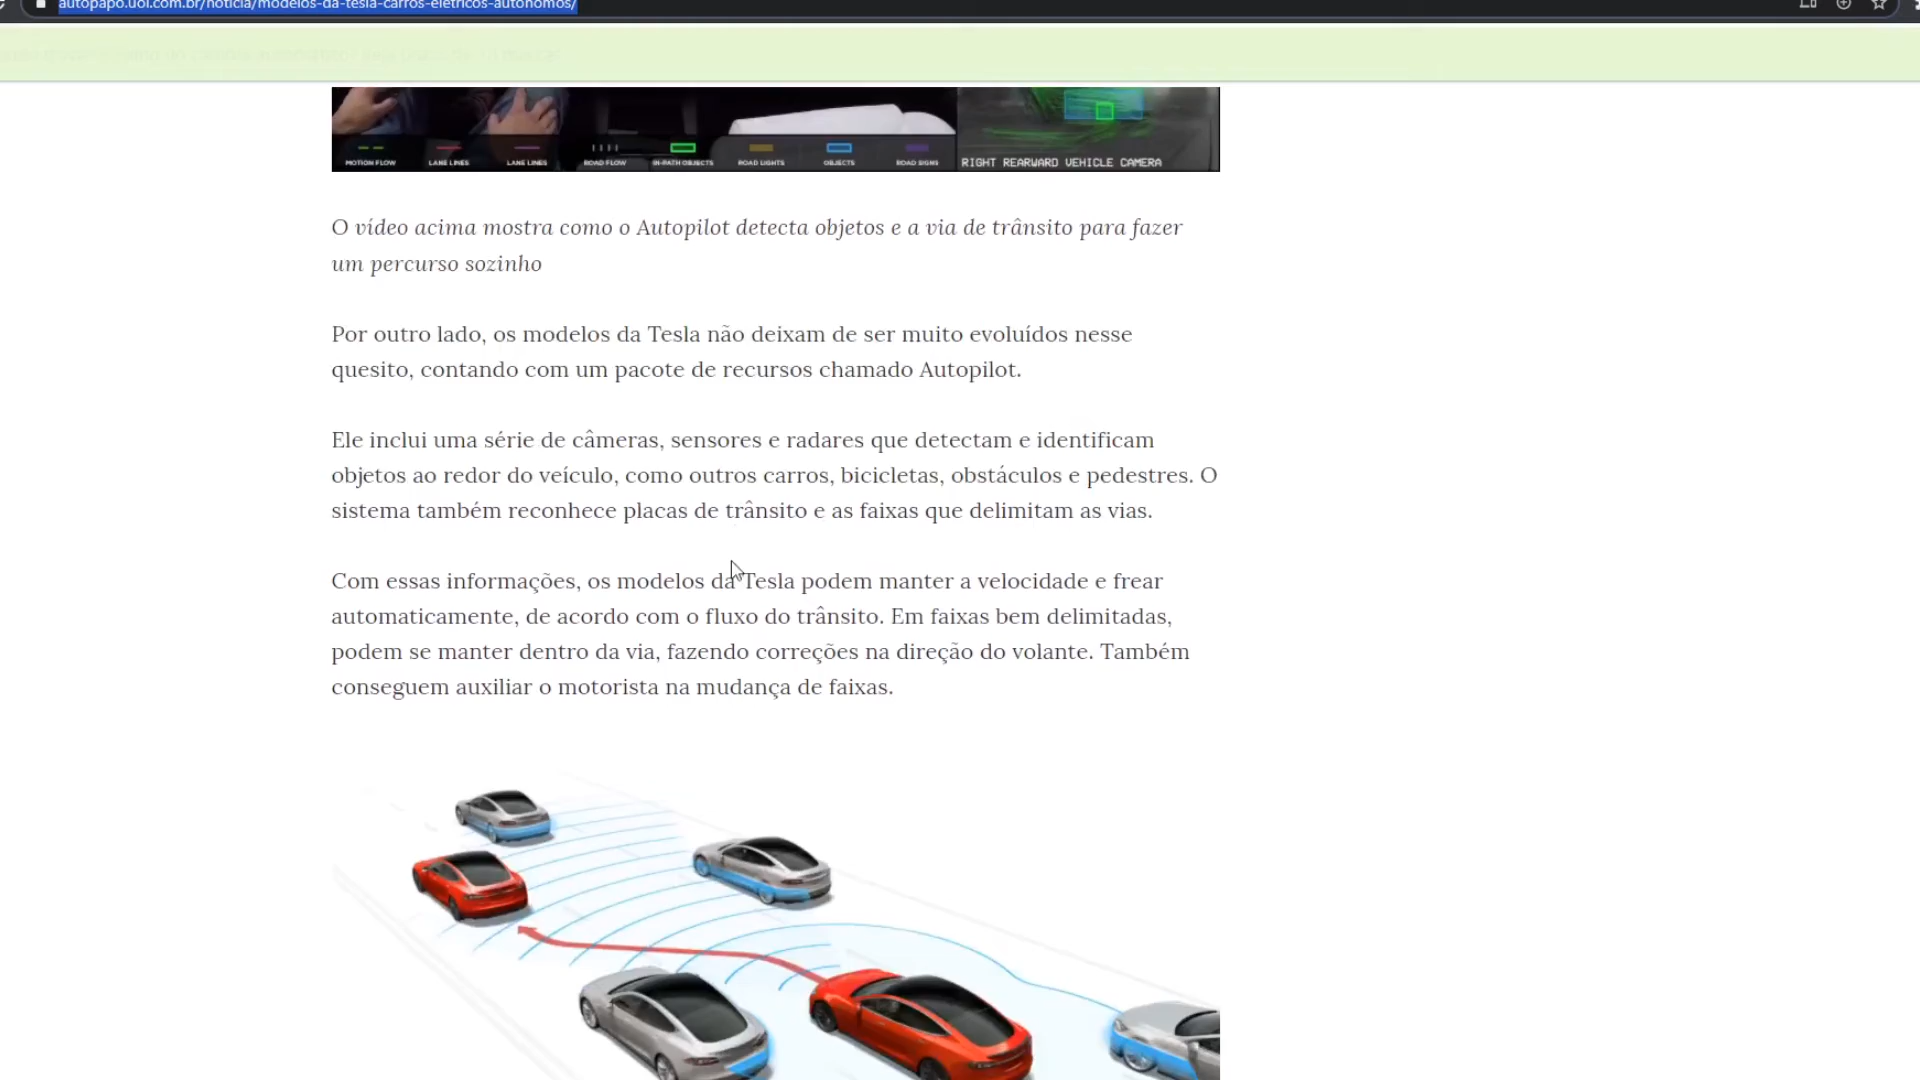 autopapo.uol.com.br/noticia/modelos-da-tesla-carros-eletricos-autonomos/
MOTION FLOW
LANE LINES
LANE LINES
ROAD FLOW
IN-PATH OBJECTS
ROAD LIGHTS
OBJECTS
ROAD SIGNS
RIGHT REARWARD VEHICLE CAMERA
O vídeo acima mostra como o Autopilot detecta objetos e a via de trânsito para fazer
um percurso sozinho
Por outro lado, os modelos da Tesla não deixam de ser muito evoluídos nesse
quesito, contando com um pacote de recursos chamado Autopilot.
Ele inclui uma série de câmeras, sensores e radares que detectam e identificam
objetos ao redor do veículo, como outros carros, bicicletas, obstáculos e pedestres. O
sistema também reconhece placas de trânsito e as faixas que delimitam as vias.
Com essas informações, os modelos da Tesla podem manter a velocidade e frear
automaticamente, de acordo com o fluxo do trânsito. Em faixas bem delimitadas,
podem se manter dentro da via, fazendo correções na direção do volante. Também
conseguem auxiliar o motorista na mudança de faixas.